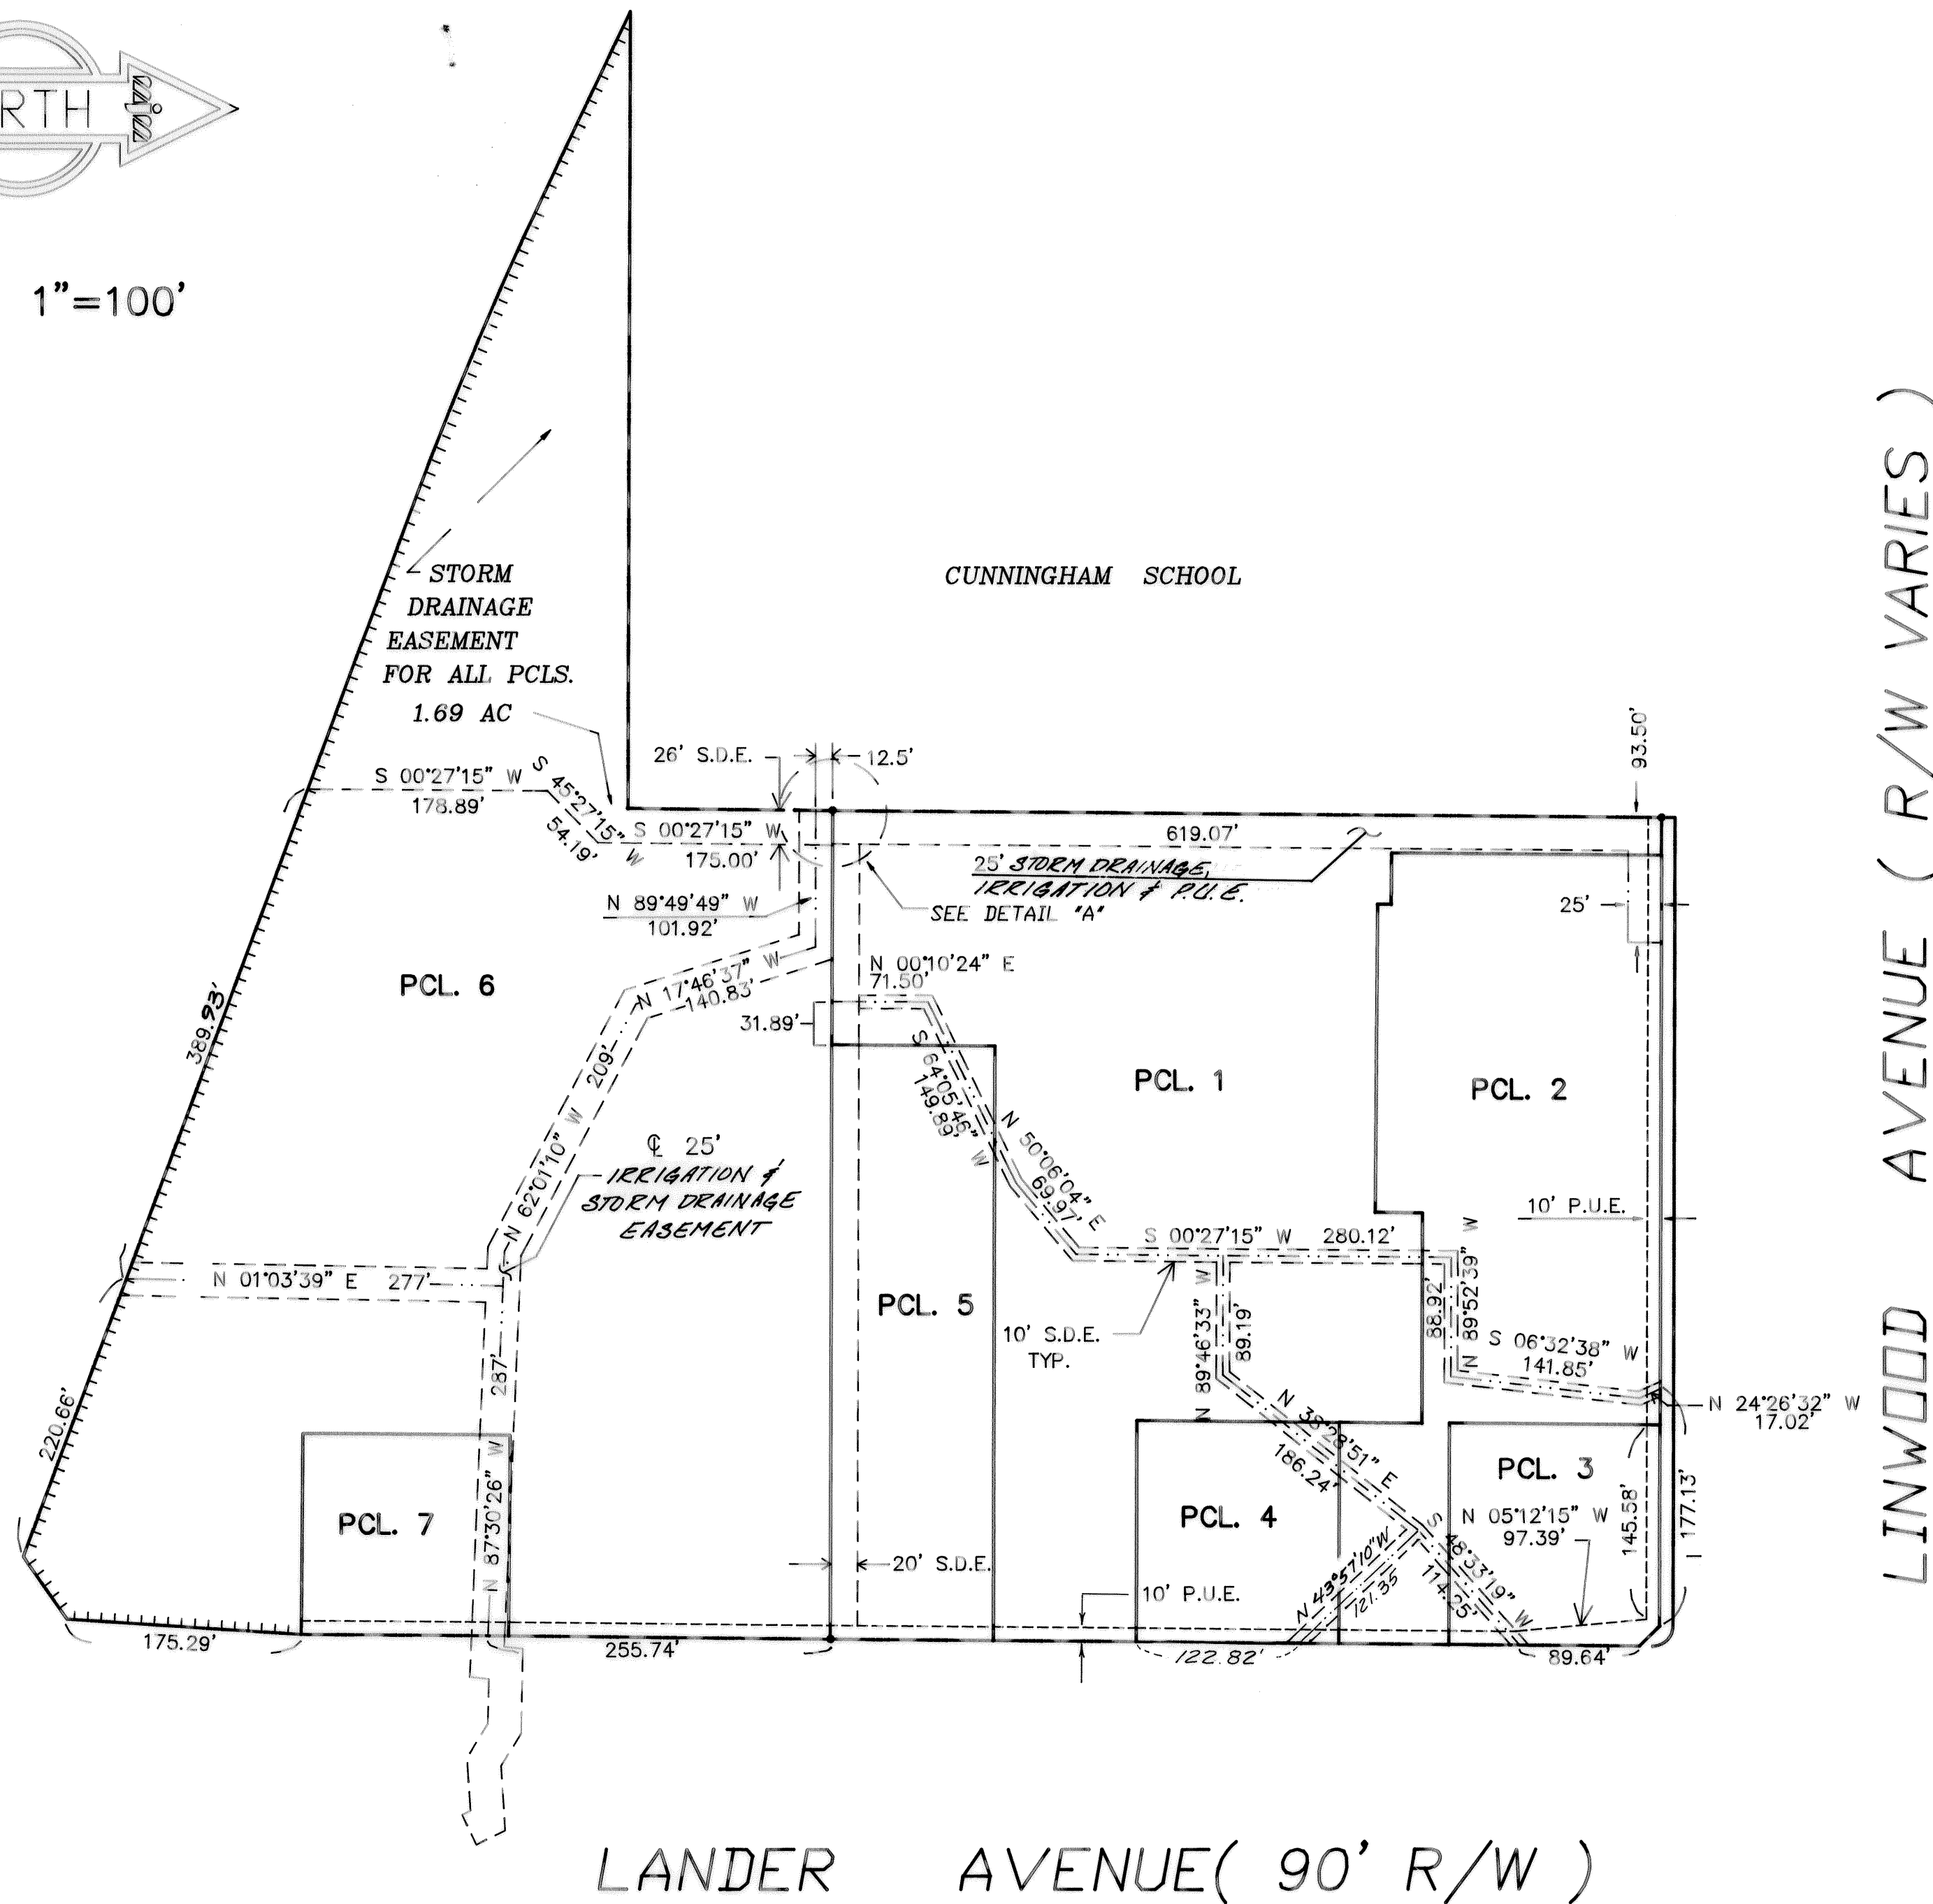 RTH
1"=100'
STORM
DRAINAGE
EASEMENT
FOR ALL PCLS.
1.69 AC
CUNNINGHAM SCHOOL
LINWOOD AVENUE ( R/W VARIES )
93.50'
26' S.D.E.
12.5'
S 00°27'15" W
178.89'
S 45°27'15" W
54.19'
S 00°27'15" W
175.00'
619.07'
25' STORM DRAINAGE,
IRRIGATION & P.U.E.
SEE DETAIL "A"
25'
N 89°49'49" W
101.92'
PCL. 6
N 17°46'37" W
140.83'
N 00°10'24" E
71.50'
31.89'
389.93'
209'
N 62°01'10" W
S 64°05'46" W
149.89'
PCL. 1
PCL. 2
N 50°06'04" E
69.97'
℄ 25'
IRRIGATION &
STORM DRAINAGE
EASEMENT
10' P.U.E.
S 00°27'15" W 280.12'
N 01°03'39" E 277'
PCL. 5
10' S.D.E.
TYP.
N 89°46'33" W
89.19'
88.92'
N 89°52'39" W
S 06°32'38" W
141.85'
N 24°26'32" W
17.02'
287'
N 87°30'26" W
220.66'
N 38°28'51" E
186.24'
PCL. 3
PCL. 7
PCL. 4
N 05°12'15" W
97.39'
145.58'
177.13'
S 48°33'19" W
114.25'
N 43°57'10" W
121.35
20' S.D.E.
10' P.U.E.
175.29'
255.74'
122.82'
89.64'
LANDER AVENUE( 90' R/W )